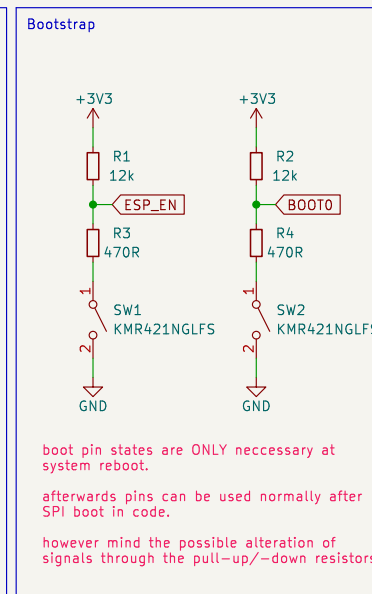 Bootstrap
+3V3
+3V3
R1
12k
R2
12k
ESP_EN
BOOT0
R3
470R
R4
470R
1
SW1
KMR421NGLFS
2
1
SW2
KMR421NGLFS
2
GND
GND
boot pin states are ONLY neccessary at
system reboot.
afterwards pins can be used normally after
SPI boot in code.
however mind the possible alteration of
signals through the pull-up/-down resistors